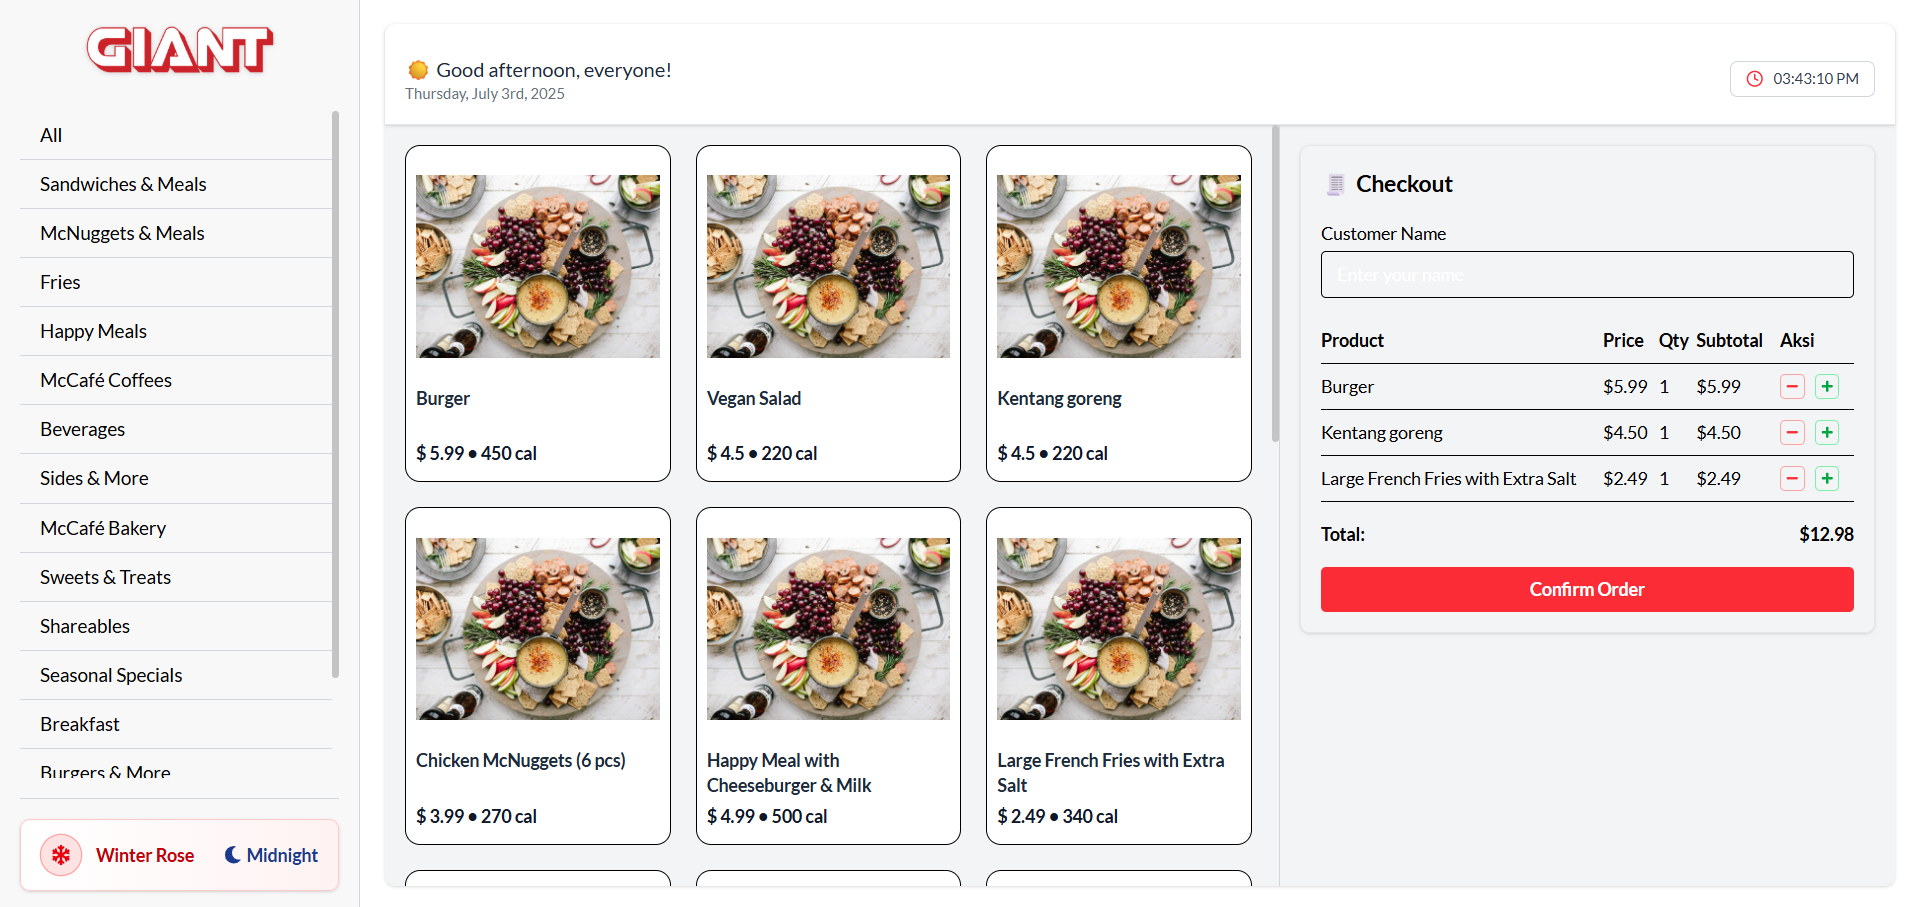 GIANT
All
Sandwiches & Meals
McNuggets & Meals
Fries
Happy Meals
McCafé Coffees
Beverages
Sides & More
McCafé Bakery
Sweets & Treats
Shareables
Seasonal Specials
Breakfast
Burgers & More
Winter Rose
Midnight
Good afternoon, everyone!
Thursday, July 3rd, 2025
03:43:10 PM
Burger
$ 5.99 • 450 cal
Vegan Salad
$ 4.5 • 220 cal
Kentang goreng
$ 4.5 • 220 cal
Chicken McNuggets (6 pcs)
$ 3.99 • 270 cal
Happy Meal with
Cheeseburger & Milk
$ 4.99 • 500 cal
Large French Fries with Extra
Salt
$ 2.49 • 340 cal
Checkout
Customer Name
Enter your name
Product Price Qty Subtotal Aksi
Burger $5.99 1 $5.99 − +
Kentang goreng $4.50 1 $4.50 − +
Large French Fries with Extra Salt $2.49 1 $2.49 − +
Total: $12.98
Confirm Order